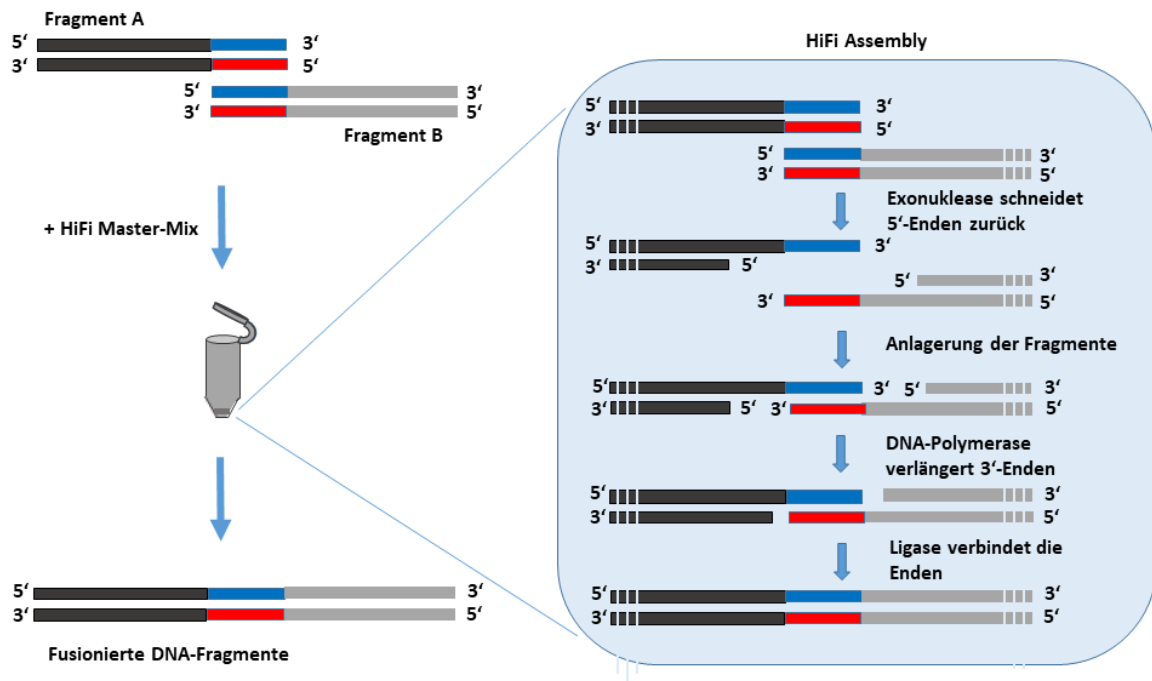 Fragment A
5‘ 3‘
3‘ 5‘
5‘ 3‘
3‘ 5‘
Fragment B
+ HiFi Master-Mix
5‘ 3‘
3‘ 5‘
Fusionierte DNA-Fragmente
HiFi Assembly
5‘ 3‘
3‘ 5‘
5‘ 3‘
3‘ 5‘
Exonuklease schneidet
5‘-Enden zurück
5‘ 3‘
3‘ 5‘
5‘ 3‘
3‘ 5‘
Anlagerung der Fragmente
5‘ 3‘ 5‘ 3‘
3‘ 5‘ 3‘ 5‘
DNA-Polymerase
verlängert 3‘-Enden
5‘ 3‘
3‘ 5‘
Ligase verbindet die
Enden
5‘ 3‘
3‘ 5‘